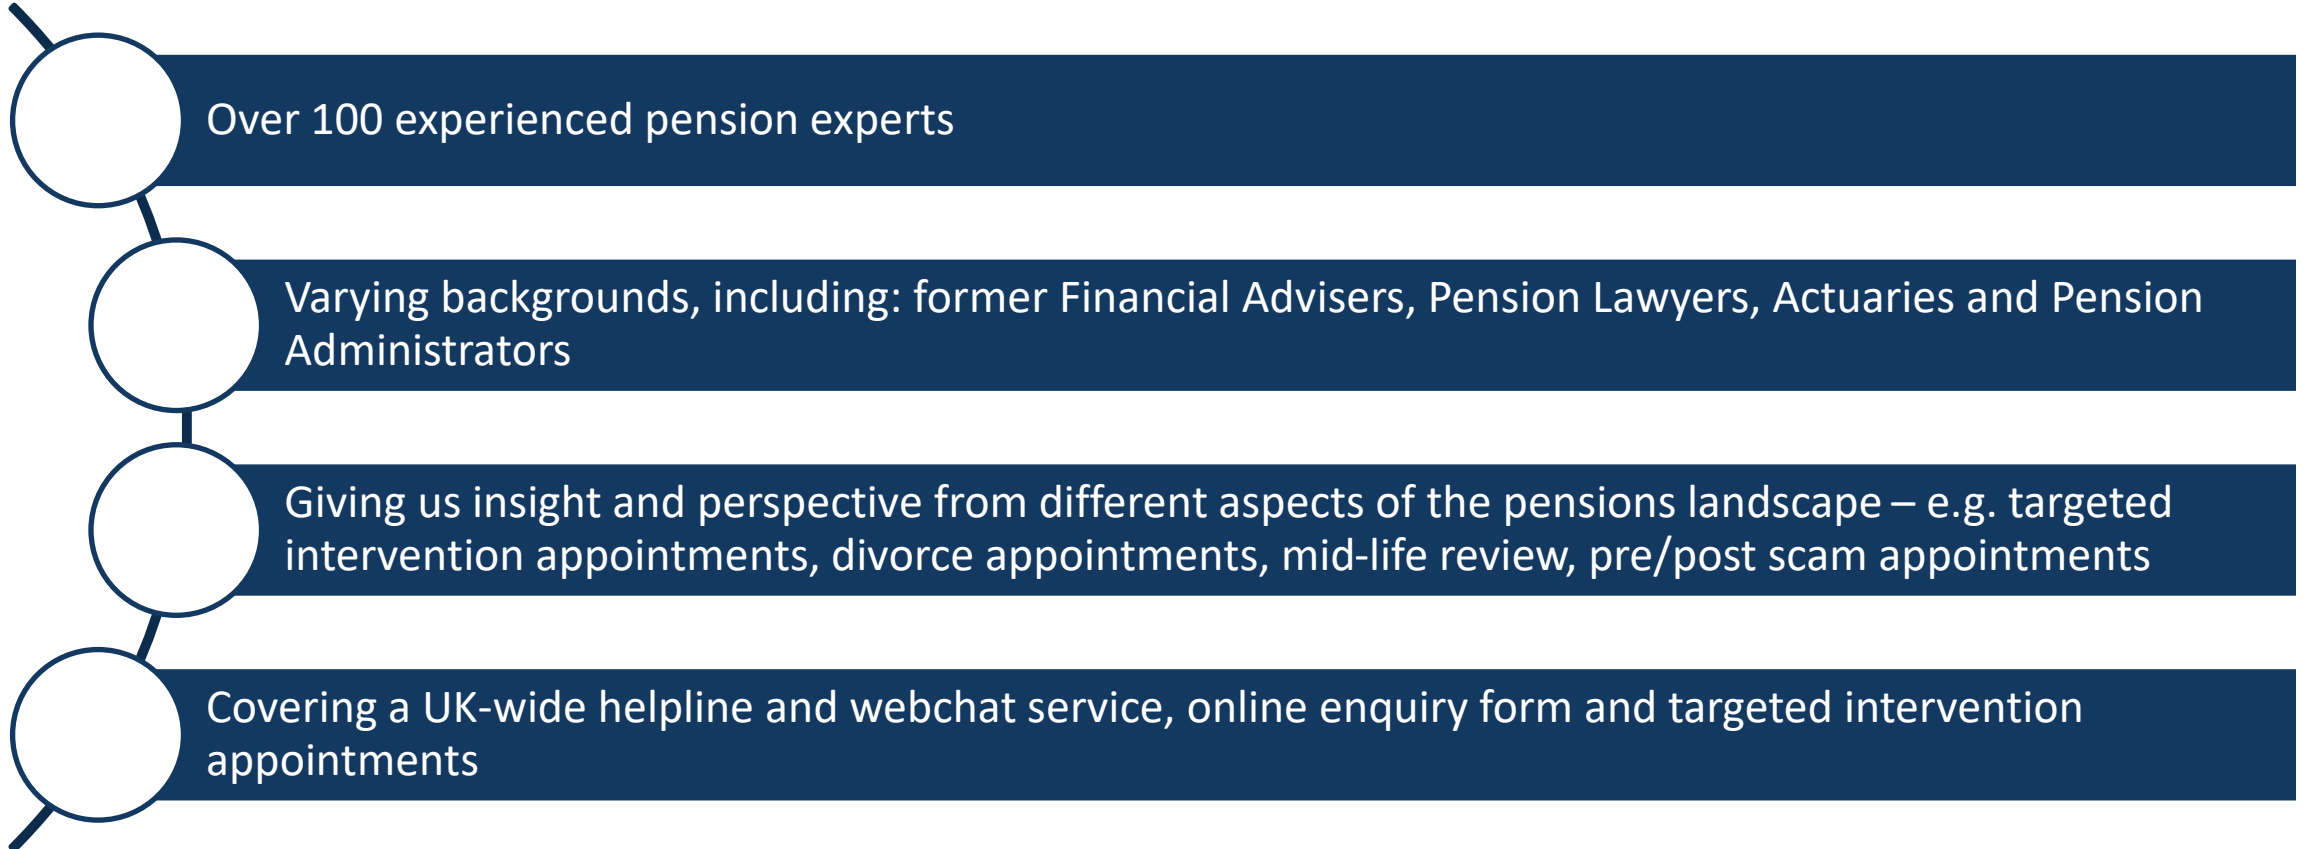 Over 100 experienced pension experts
Varying backgrounds, including: former Financial Advisers, Pension Lawyers, Actuaries and Pension
Administrators
Giving us insight and perspective from different aspects of the pensions landscape – e.g. targeted
intervention appointments, divorce appointments, mid-life review, pre/post scam appointments
Covering a UK-wide helpline and webchat service, online enquiry form and targeted intervention
appointments